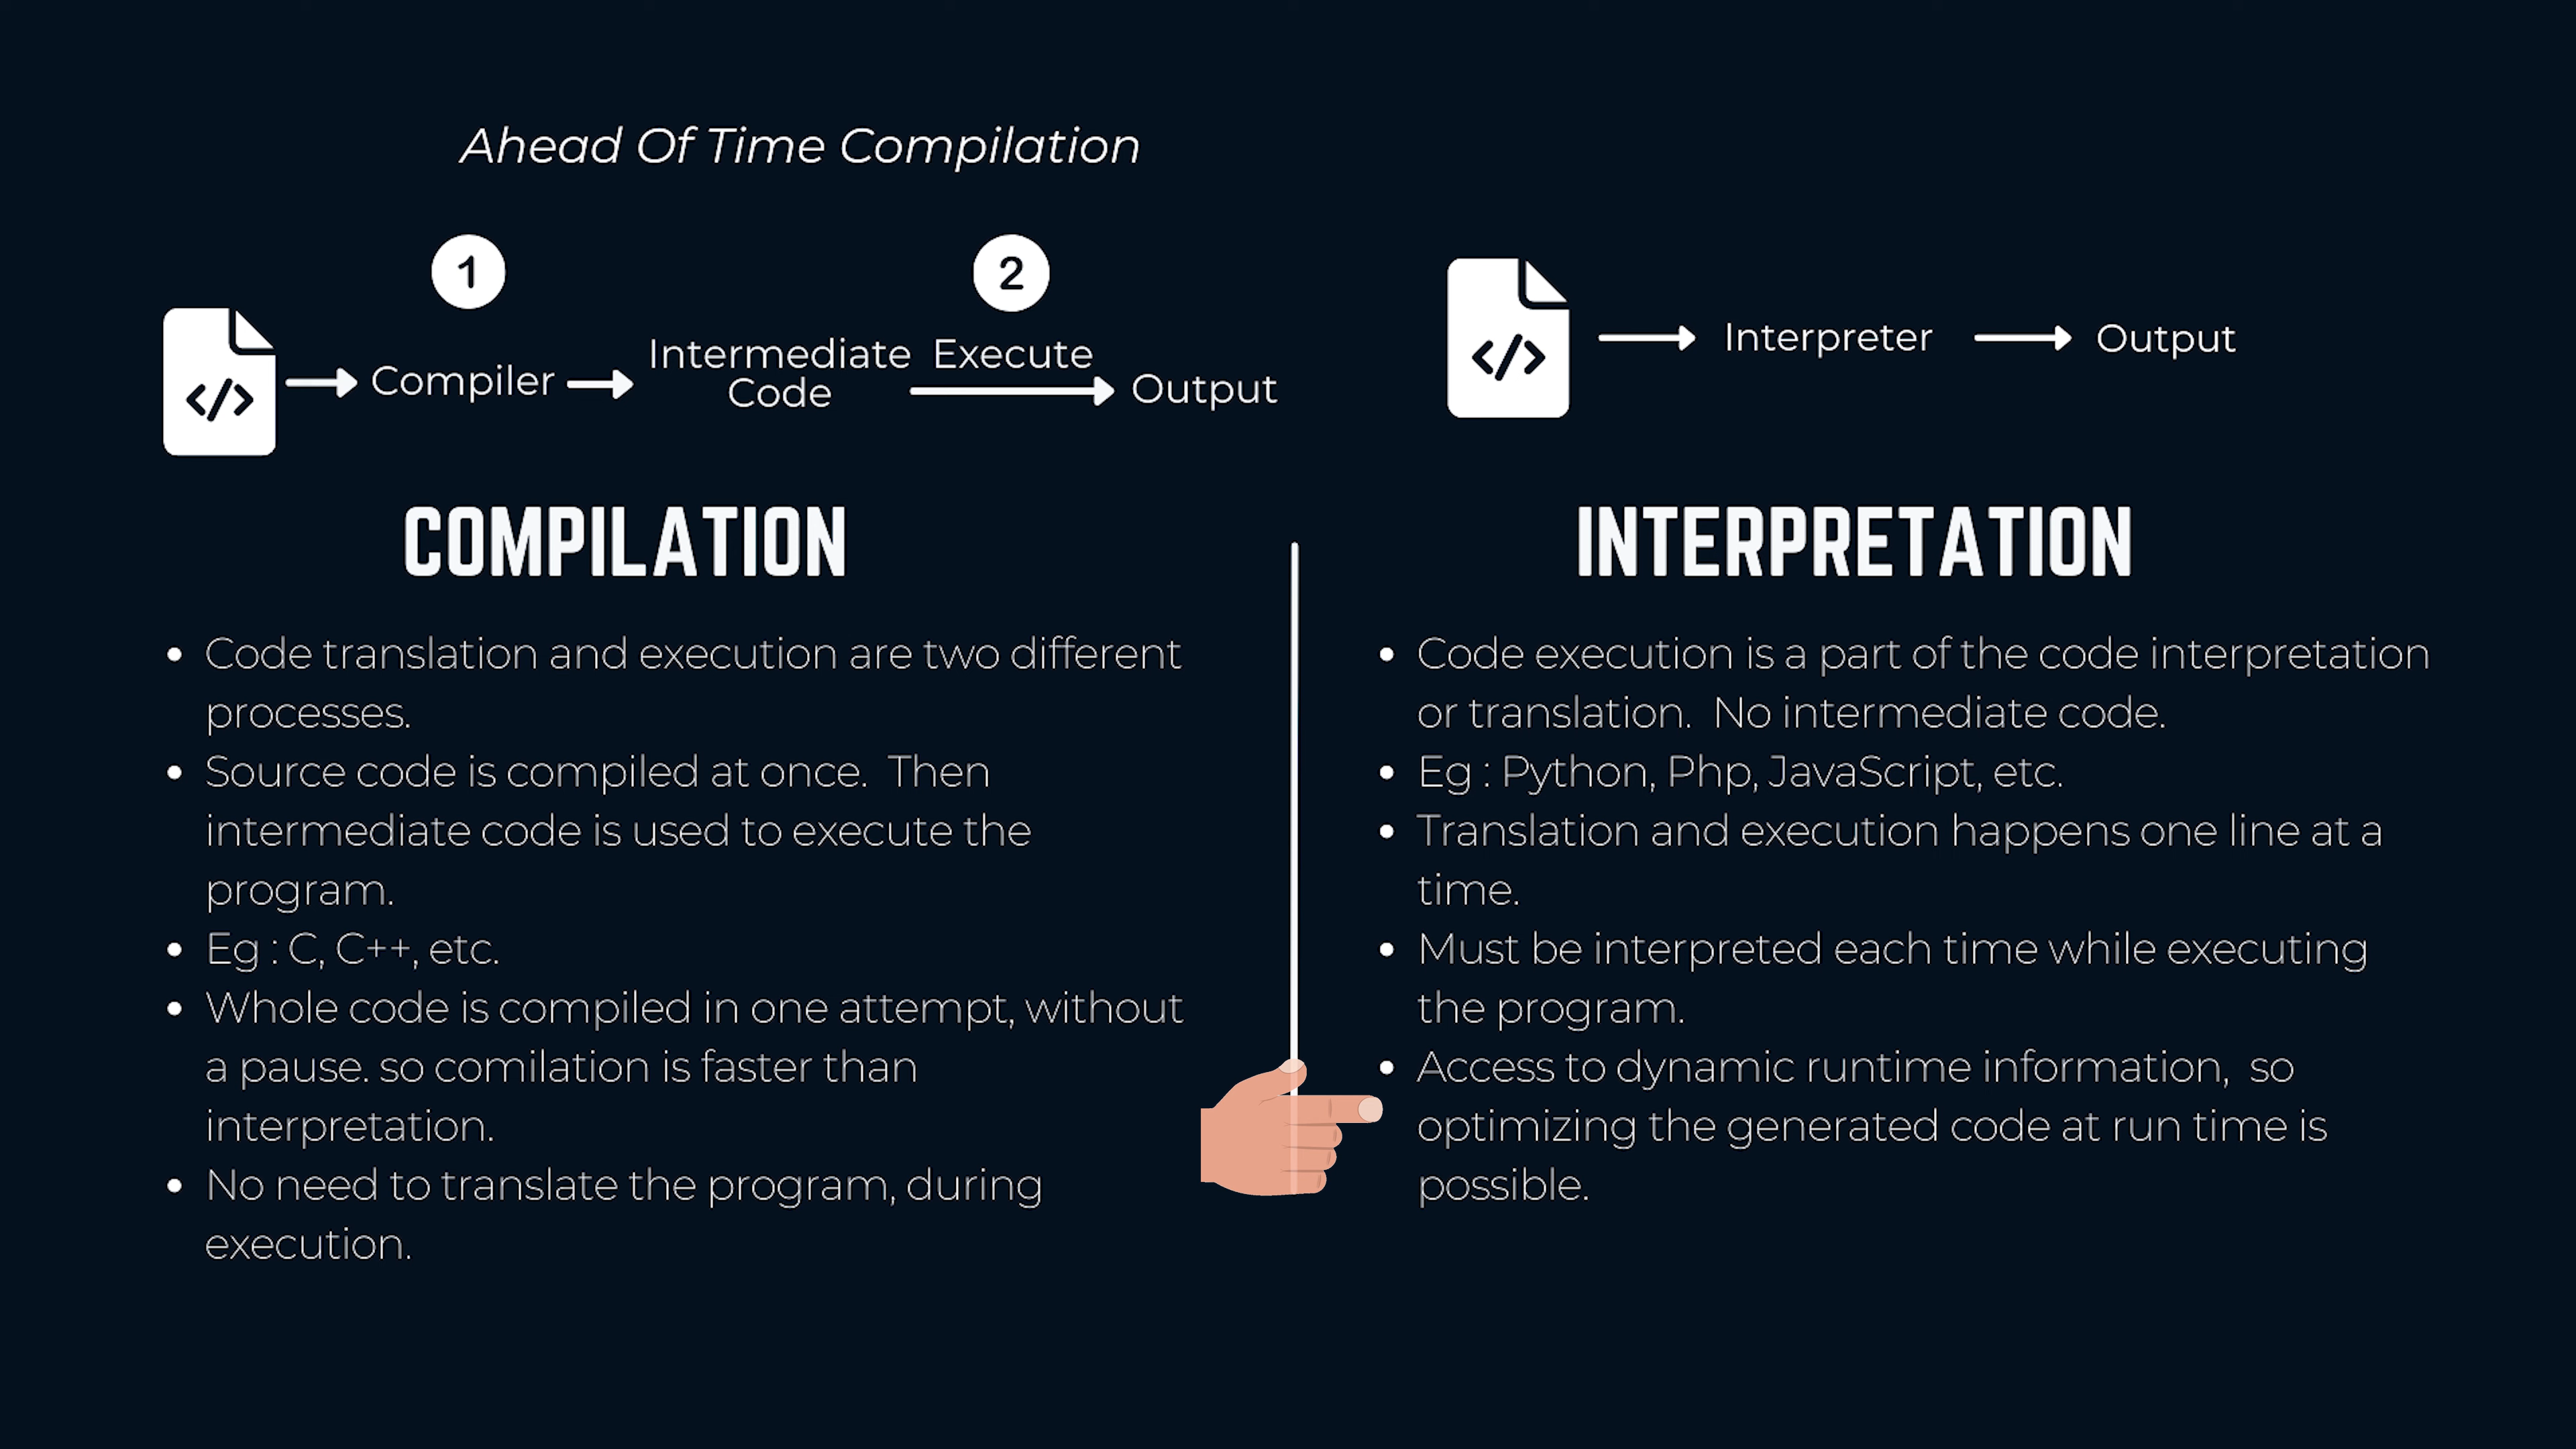 Ahead Of Time Compilation
1
2
</>
Compiler
Intermediate
Code
Execute
Output
</>
Interpreter
Output
COMPILATION
Code translation and execution are two different
processes.
Source code is compiled at once.  Then
intermediate code is used to execute the
program.
Eg : C, C++, etc.
Whole code is compiled in one attempt, without
a pause. so comilation is faster than
interpretation.
No need to translate the program, during
execution.
INTERPRETATION
Code execution is a part of the code interpretation
or translation.  No intermediate code.
Eg : Python, Php, JavaScript, etc.
Translation and execution happens one line at a
time.
Must be interpreted each time while executing
the program.
Access to dynamic runtime information,  so
optimizing the generated code at run time is
possible.